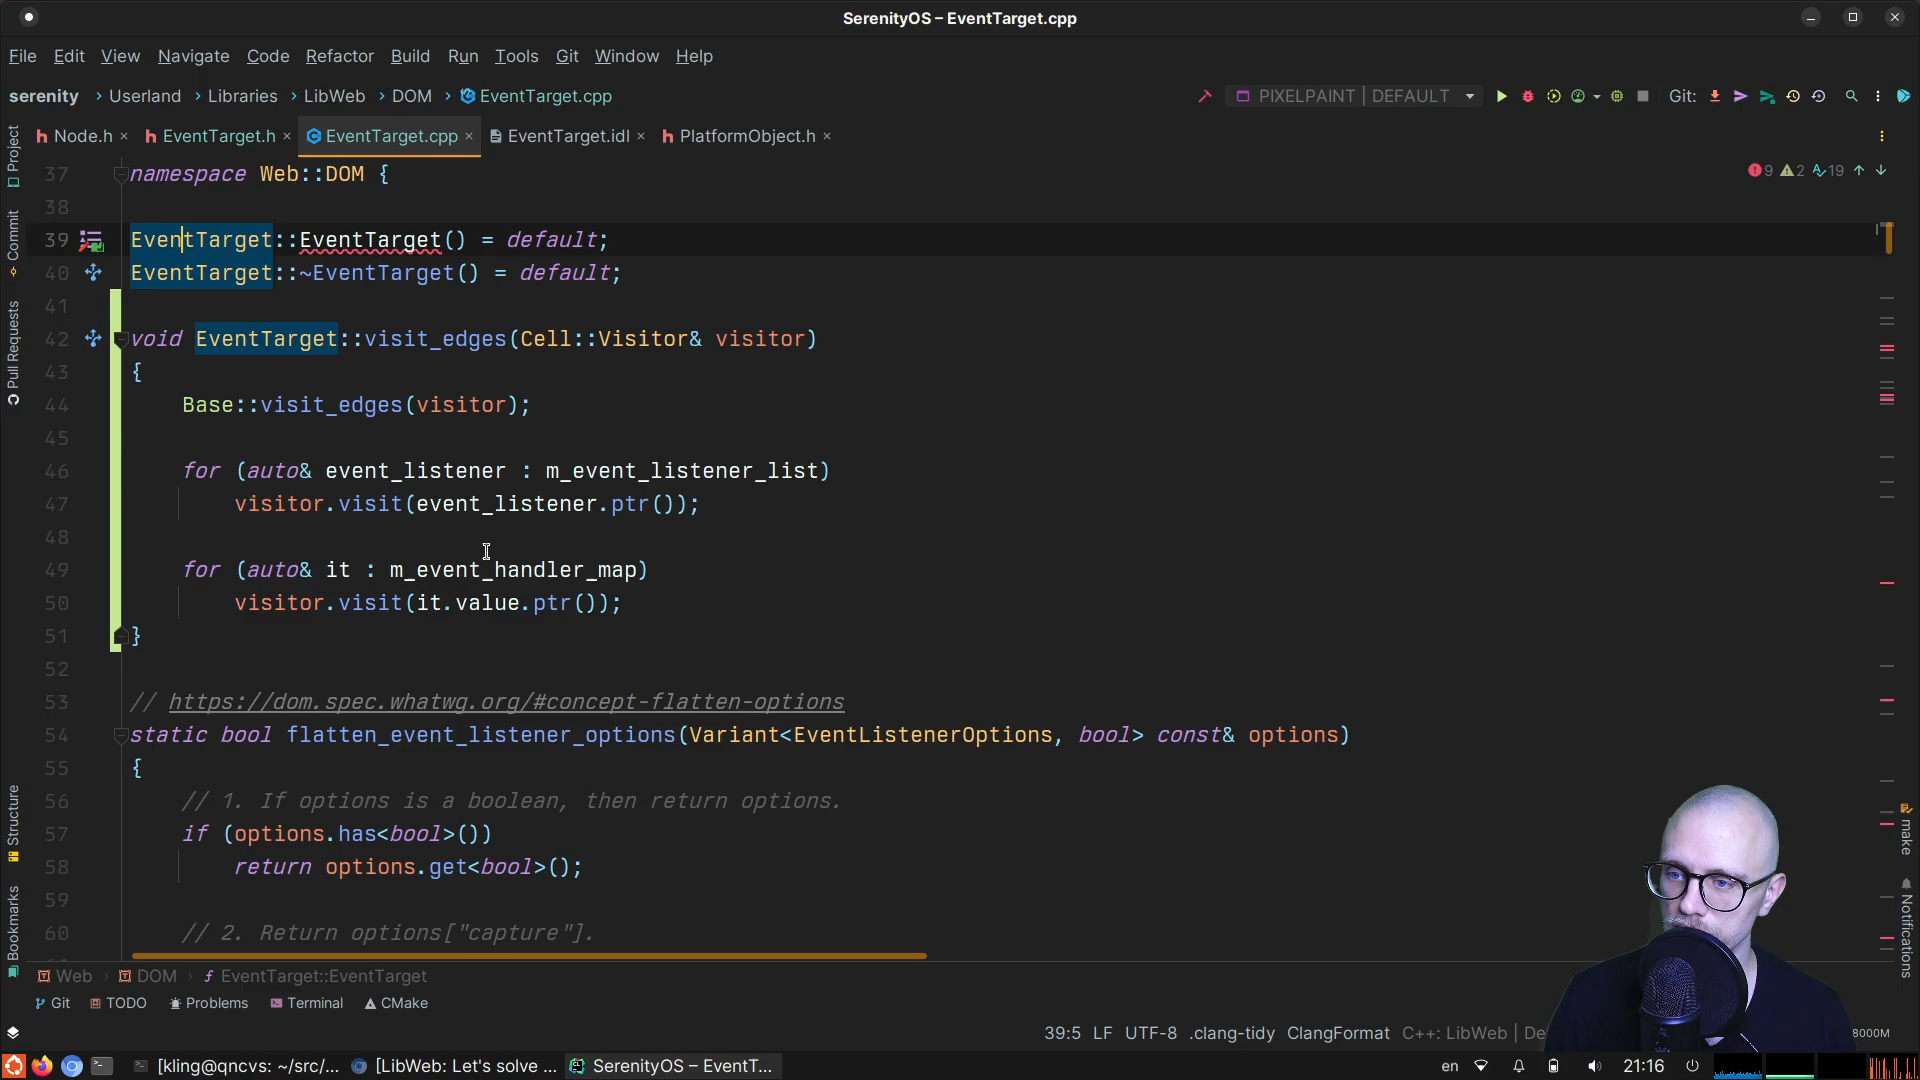 SerenityOS – EventTarget.cpp
File Edit View Navigate Code Refactor Build Run Tools Git Window Help
serenity › Userland › Libraries › LibWeb › DOM › EventTarget.cpp PIXELPAINT | DEFAULT Git:
Node.h × EventTarget.h × EventTarget.cpp × EventTarget.idl × PlatformObject.h ×
Project
Commit
Pull Requests
Structure
Bookmarks
9 2 19
37 namespace Web::DOM {
38
39 EventTarget::EventTarget() = default;
40 EventTarget::~EventTarget() = default;
41
42 void EventTarget::visit_edges(Cell::Visitor& visitor)
43 {
44 Base::visit_edges(visitor);
45
46 for (auto& event_listener : m_event_listener_list)
47 visitor.visit(event_listener.ptr());
48
49 for (auto& it : m_event_handler_map)
50 visitor.visit(it.value.ptr());
51 }
52
53 // https://dom.spec.whatwg.org/#concept-flatten-options
54 static bool flatten_event_listener_options(Variant<EventListenerOptions, bool> const& options)
55 {
56 // 1. If options is a boolean, then return options.
57 if (options.has<bool>())
58 return options.get<bool>();
59
60 // 2. Return options["capture"].
make
Notifications
Web › DOM › f EventTarget::EventTarget
Git TODO Problems Terminal CMake
39:5 LF UTF-8 .clang-tidy ClangFormat C++: LibWeb | De
8000M
[kling@qncvs: ~/src/... [LibWeb: Let's solve ... SerenityOS – EventT... en 21:16